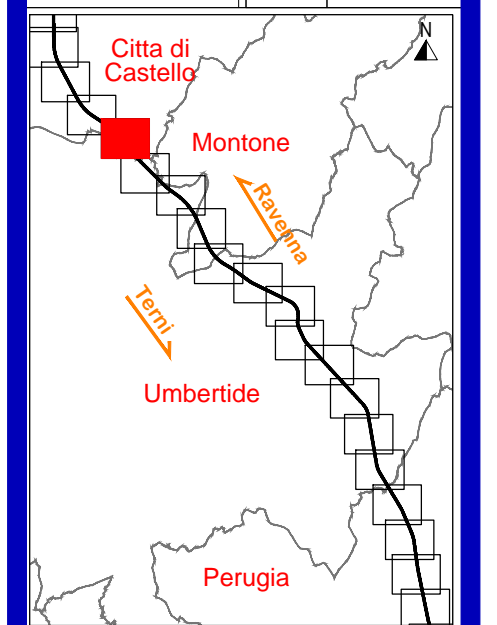 N
Citta di
Castello
Montone
Ravenna
Terni
Umbertide
Perugia